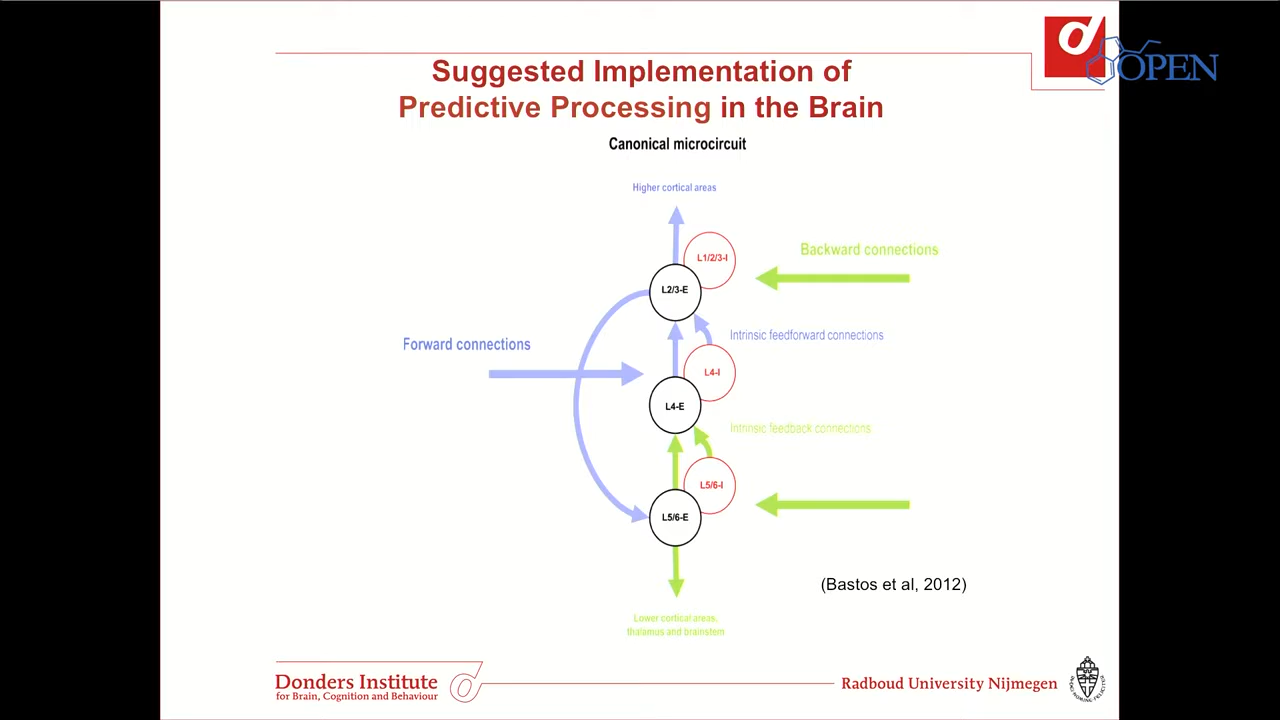 OPEN
Suggested Implementation of
Predictive Processing in the Brain
Canonical microcircuit
Higher cortical areas
L1/2/3-I
Backward connections
L2/3-E
Intrinsic feedforward connections
Forward connections
L4-I
L4-E
Intrinsic feedback connections
L5/6-I
L5/6-E
(Bastos et al, 2012)
Lower cortical areas,
thalamus and brainstem
Donders Institute
for Brain, Cognition and Behaviour
Radboud University Nijmegen